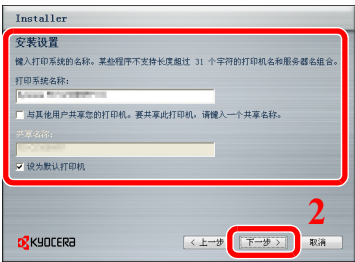 Installer
安装设置
键入打印系统的名称。某些程序不支持长度超过 31 个字符的打印机名和服务器名组合。
打印系统名称:
与其他用户共享您的打印机。要共享此打印机，请键入一个共享名称。
共享名称:
设为默认打印机
2
KYOCERA
< 上一步
下一步 >
取消